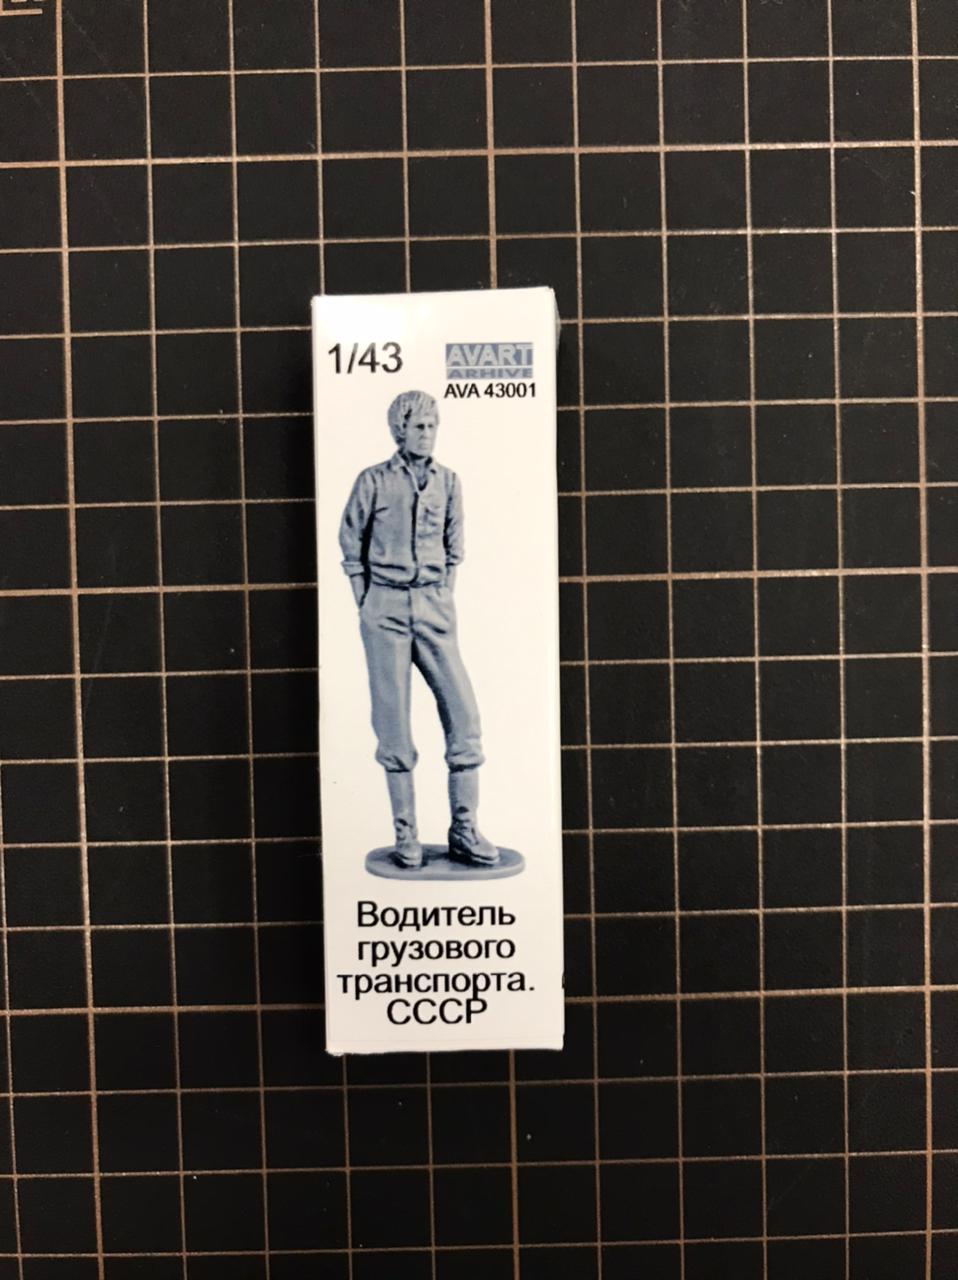 1/43
AVART
ARHIVE
AVA 43001
Водитель
грузового
транспорта.
СССР